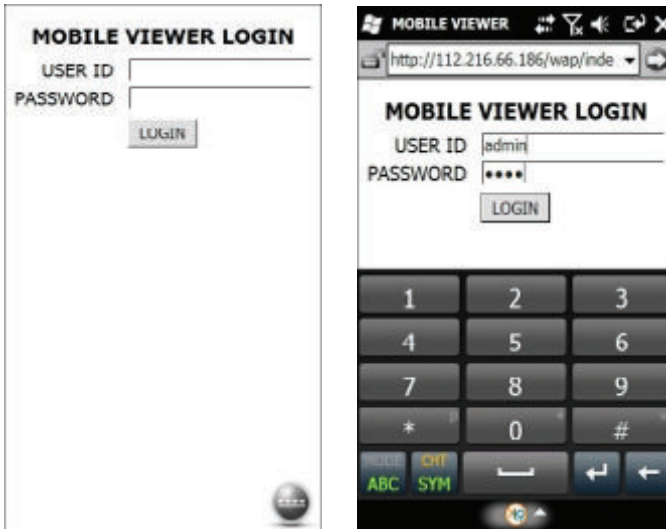 MOBILE VIEWER LOGIN
USER ID
PASSWORD
LOGIN
MOBILE VIEWER
http://112.216.66.186/wap/inde
MOBILE VIEWER LOGIN
USER ID admin
PASSWORD ••••
LOGIN
1 2 3
4 5 6
7 8 9
* 0 #
ABC SYM